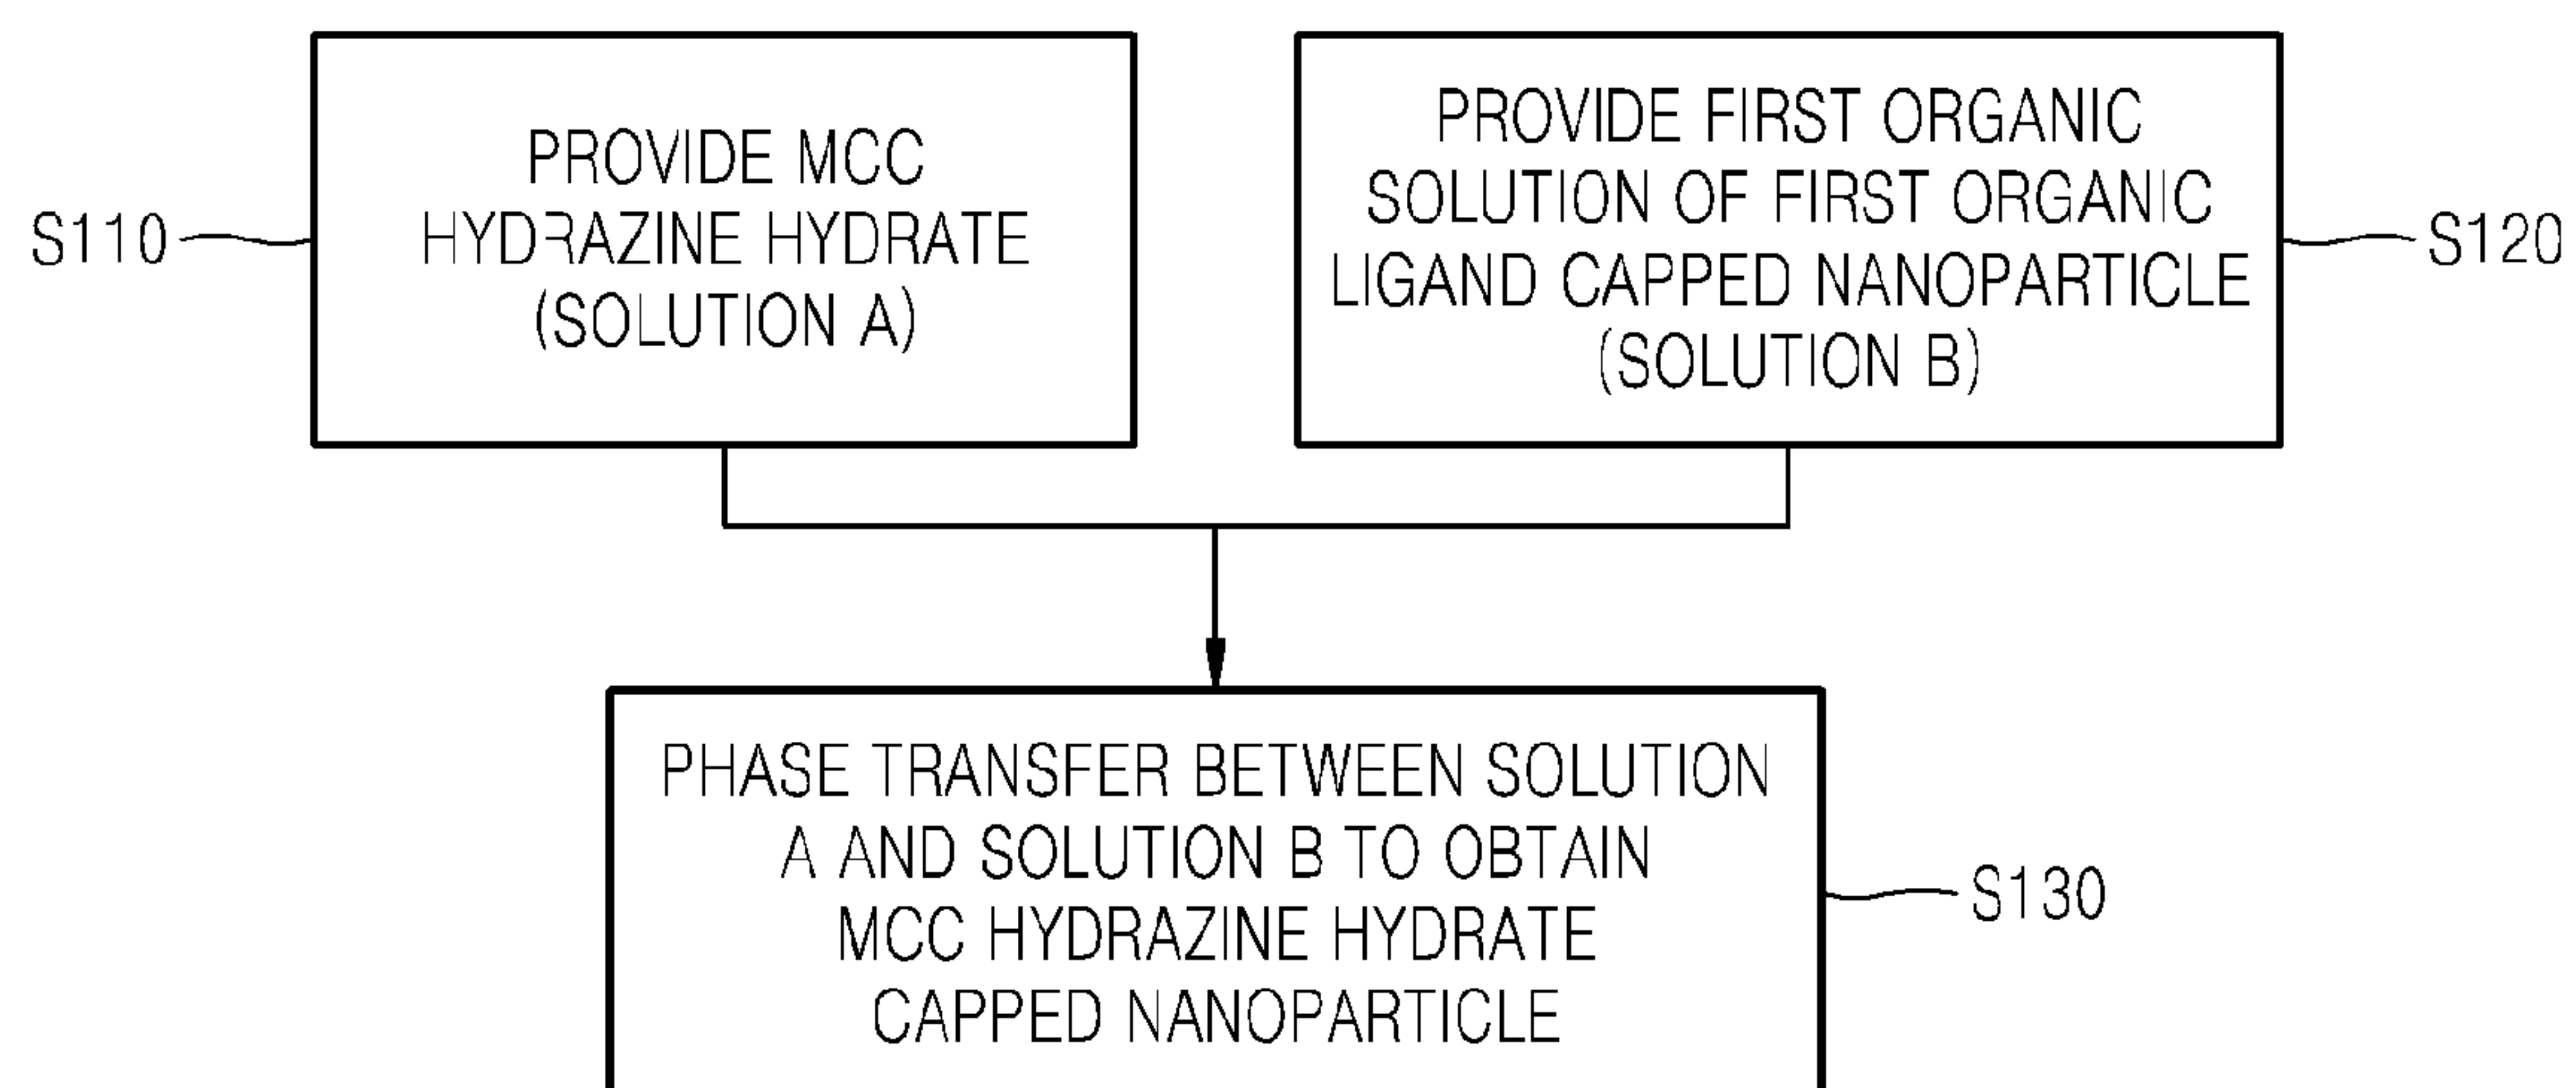 S110
PROVIDE MCC
HYDRAZINE HYDRATE
(SOLUTION A)
PROVIDE FIRST ORGANIC
SOLUTION OF FIRST ORGANIC
LIGAND CAPPED NANOPARTICLE
(SOLUTION B)
S120
PHASE TRANSFER BETWEEN SOLUTION
A AND SOLUTION B TO OBTAIN
MCC HYDRAZINE HYDRATE
CAPPED NANOPARTICLE
S130